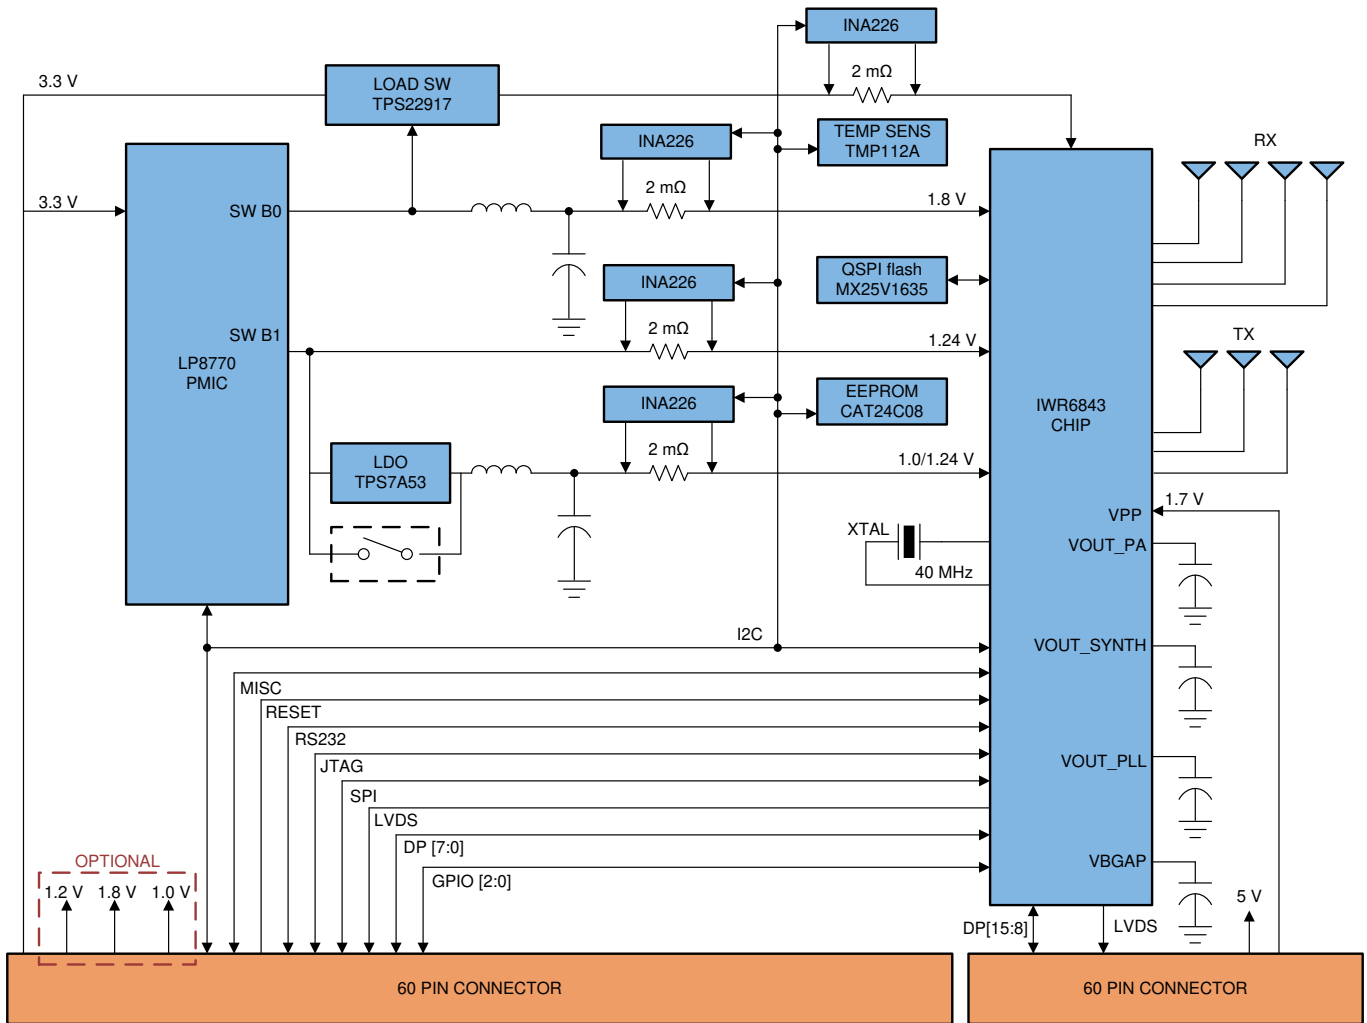 INA226
2 mΩ
3.3 V
LOAD SW
TPS22917
INA226
TEMP SENS
TMP112A
RX
2 mΩ
3.3 V
SW B0
1.8 V
QSPI flash
MX25V1635
INA226
2 mΩ
SW B1
1.24 V
TX
LP8770
PMIC
INA226
EEPROM
CAT24C08
IWR6843
CHIP
2 mΩ
LDO
TPS7A53
1.0/1.24 V
1.7 V
VPP
XTAL
VOUT_PA
40 MHz
I2C
VOUT_SYNTH
MISC
RESET
RS232
JTAG
VOUT_PLL
SPI
LVDS
DP [7:0]
OPTIONAL
VBGAP
GPIO [2:0]
1.2 V
1.8 V
1.0 V
5 V
DP[15:8]
LVDS
60 PIN CONNECTOR
60 PIN CONNECTOR